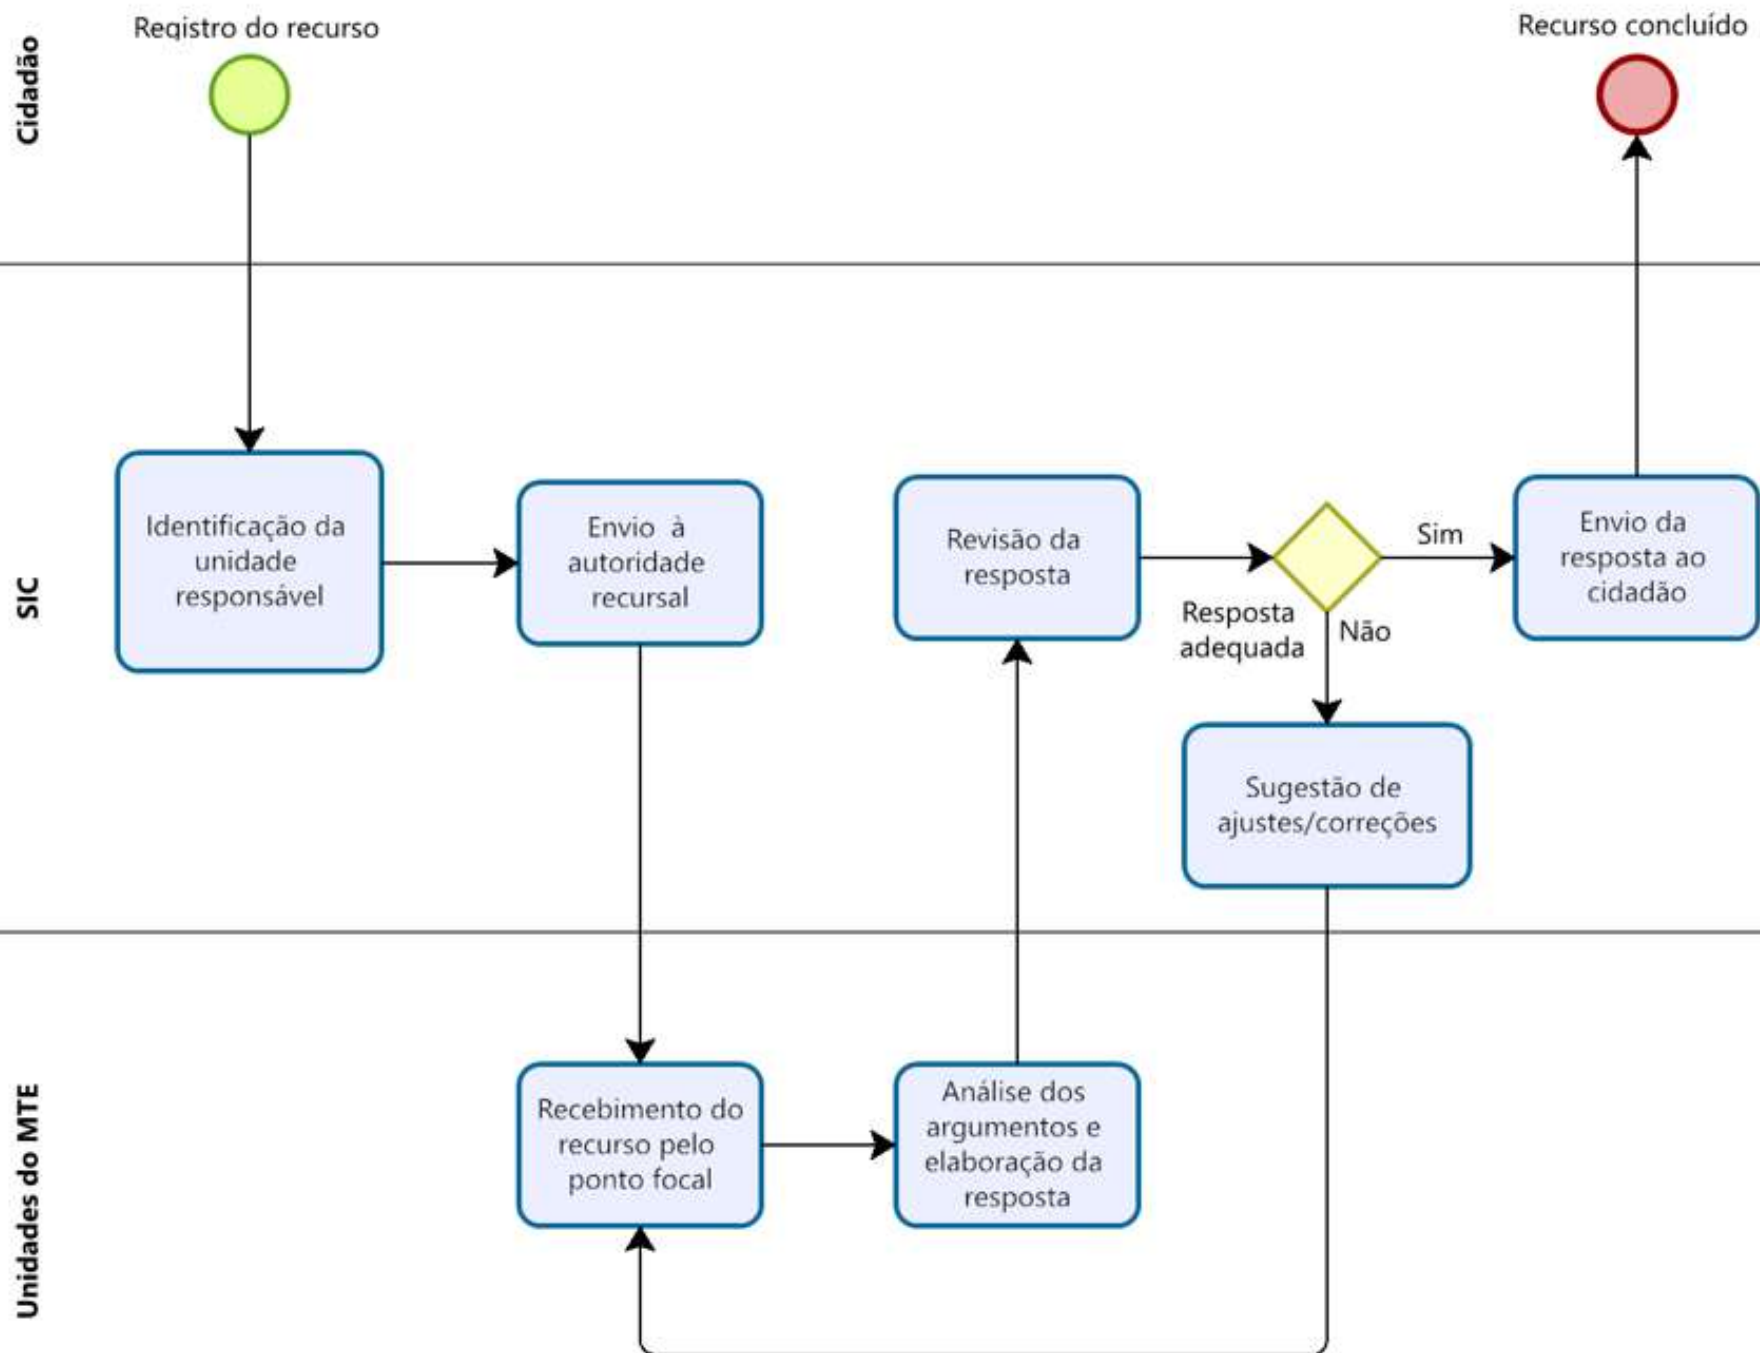 Cidadão
Registro do recurso
Recurso concluído
SIC
Identificação da
unidade
responsável
Envio à
autoridade
recursal
Revisão da
resposta
Resposta
adequada
Sim
Não
Envio da
resposta ao
cidadão
Sugestão de
ajustes/correções
Unidades do MTE
Recebimento do
recurso pelo
ponto focal
Análise dos
argumentos e
elaboração da
resposta